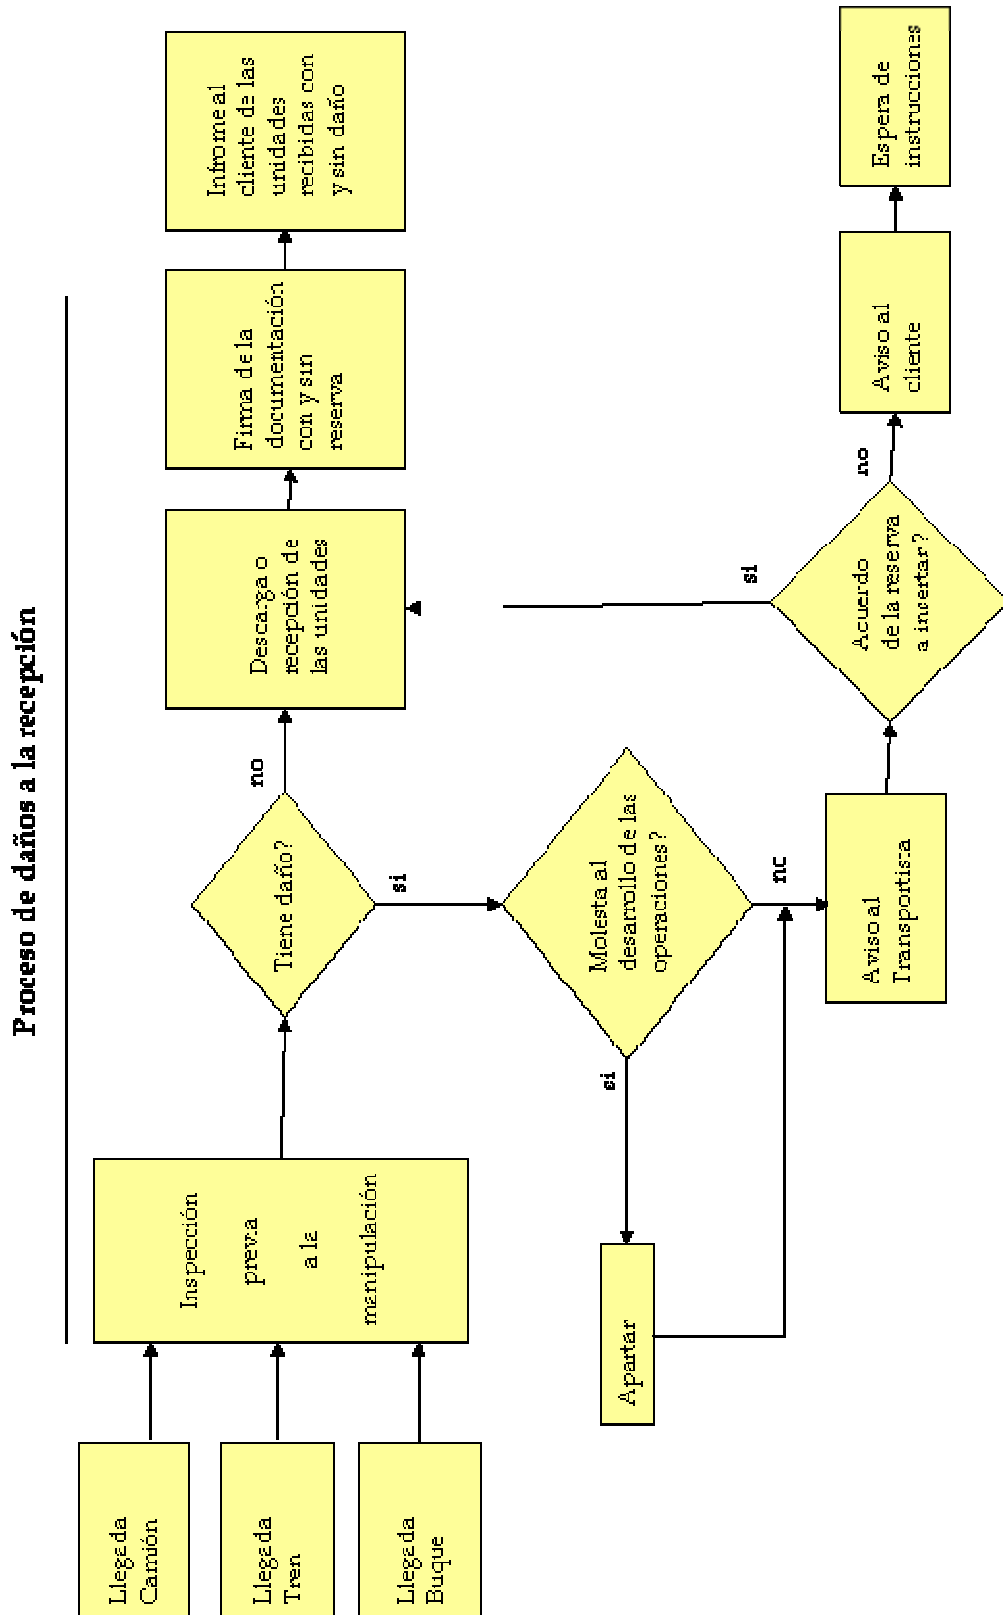 Proceso de daños a la recepción
Llegada
Camión
Llegada
Tren
Llegada
Buque
Inspección
previa
a la
manipulación
Tiene daño?
no
si
Descarga o
recepción de
las unidades
Firma de la
documentación
con y sin
reserva
Infrome al
cliente de las
unidades
recibidas con
y sin daño
Molesta al
desarrollo de las
operaciones?
si
no
Apartar
Aviso al
Transportista
Acuerdo
de la reserva
a insertar?
si
no
Aviso al
cliente
Espera de
instrucciones